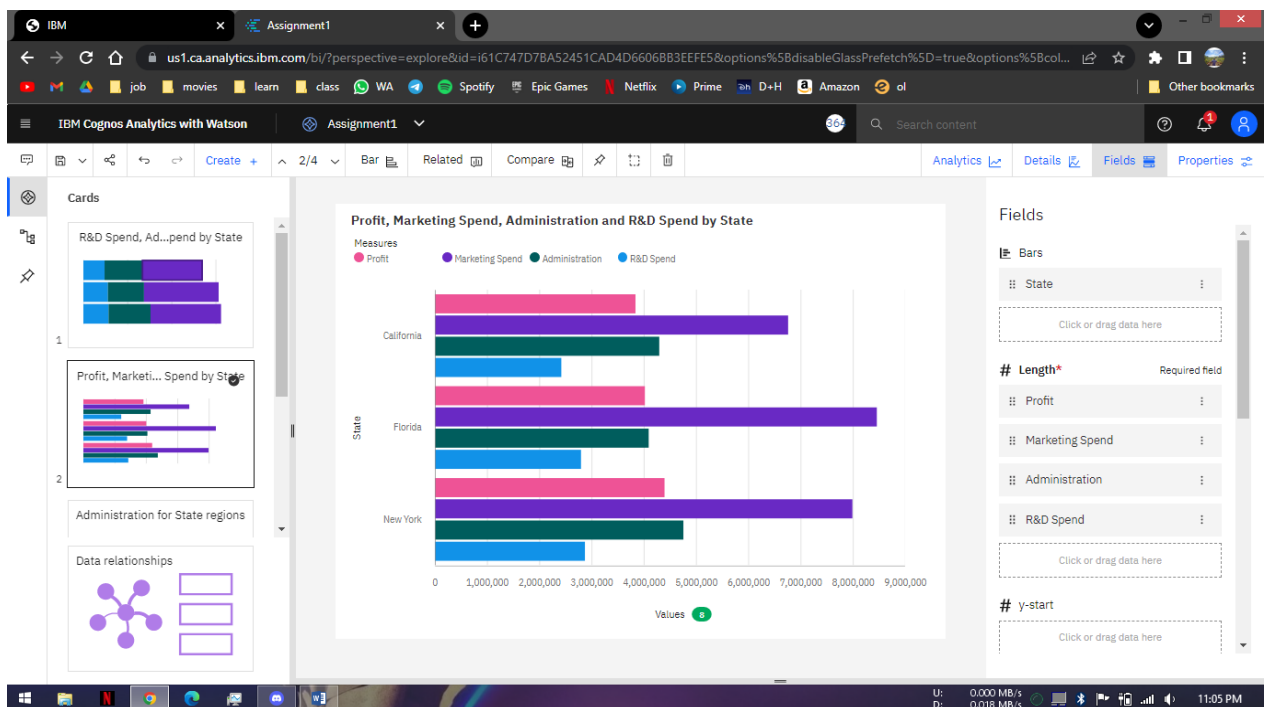 IBM
Assignment1
us1.ca.analytics.ibm.com/bi/?perspective=explore&id=i61C747D7BA52451CAD4D6606BB3EEFE5&options%5BdisableGlassPrefetch%5D=true&options%5Bcol...
job movies learn class WA Spotify Epic Games Netflix Prime D+H Amazon ol Other bookmarks
IBM Cognos Analytics with Watson Assignment1 364 Search content 1
Create + 2/4 Bar Related Compare Analytics Details Fields Properties
Cards
R&D Spend, Ad...pend by State
1
Profit, Marketi... Spend by State
2
Administration for State regions
Data relationships
Profit, Marketing Spend, Administration and R&D Spend by State
Measures
Profit Marketing Spend Administration R&D Spend
State
California
Florida
New York
0 1,000,000 2,000,000 3,000,000 4,000,000 5,000,000 6,000,000 7,000,000 8,000,000 9,000,000
Values 8
Fields
Bars
State
Click or drag data here
# Length* Required field
Profit
Marketing Spend
Administration
R&D Spend
Click or drag data here
# y-start
Click or drag data here
U: 0.000 MB/s
D: 0.018 MB/s
11:05 PM